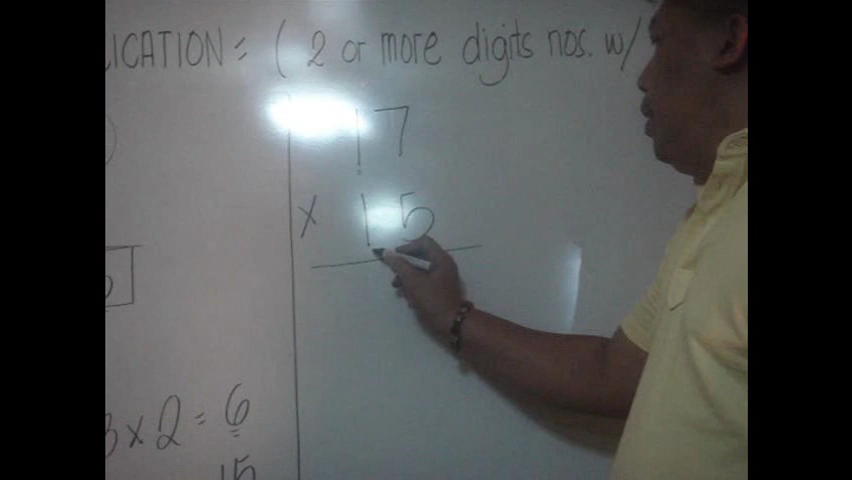 LICATION = ( 2 or more digits nos. w/
17
x 15
3 x 2 = 6
15